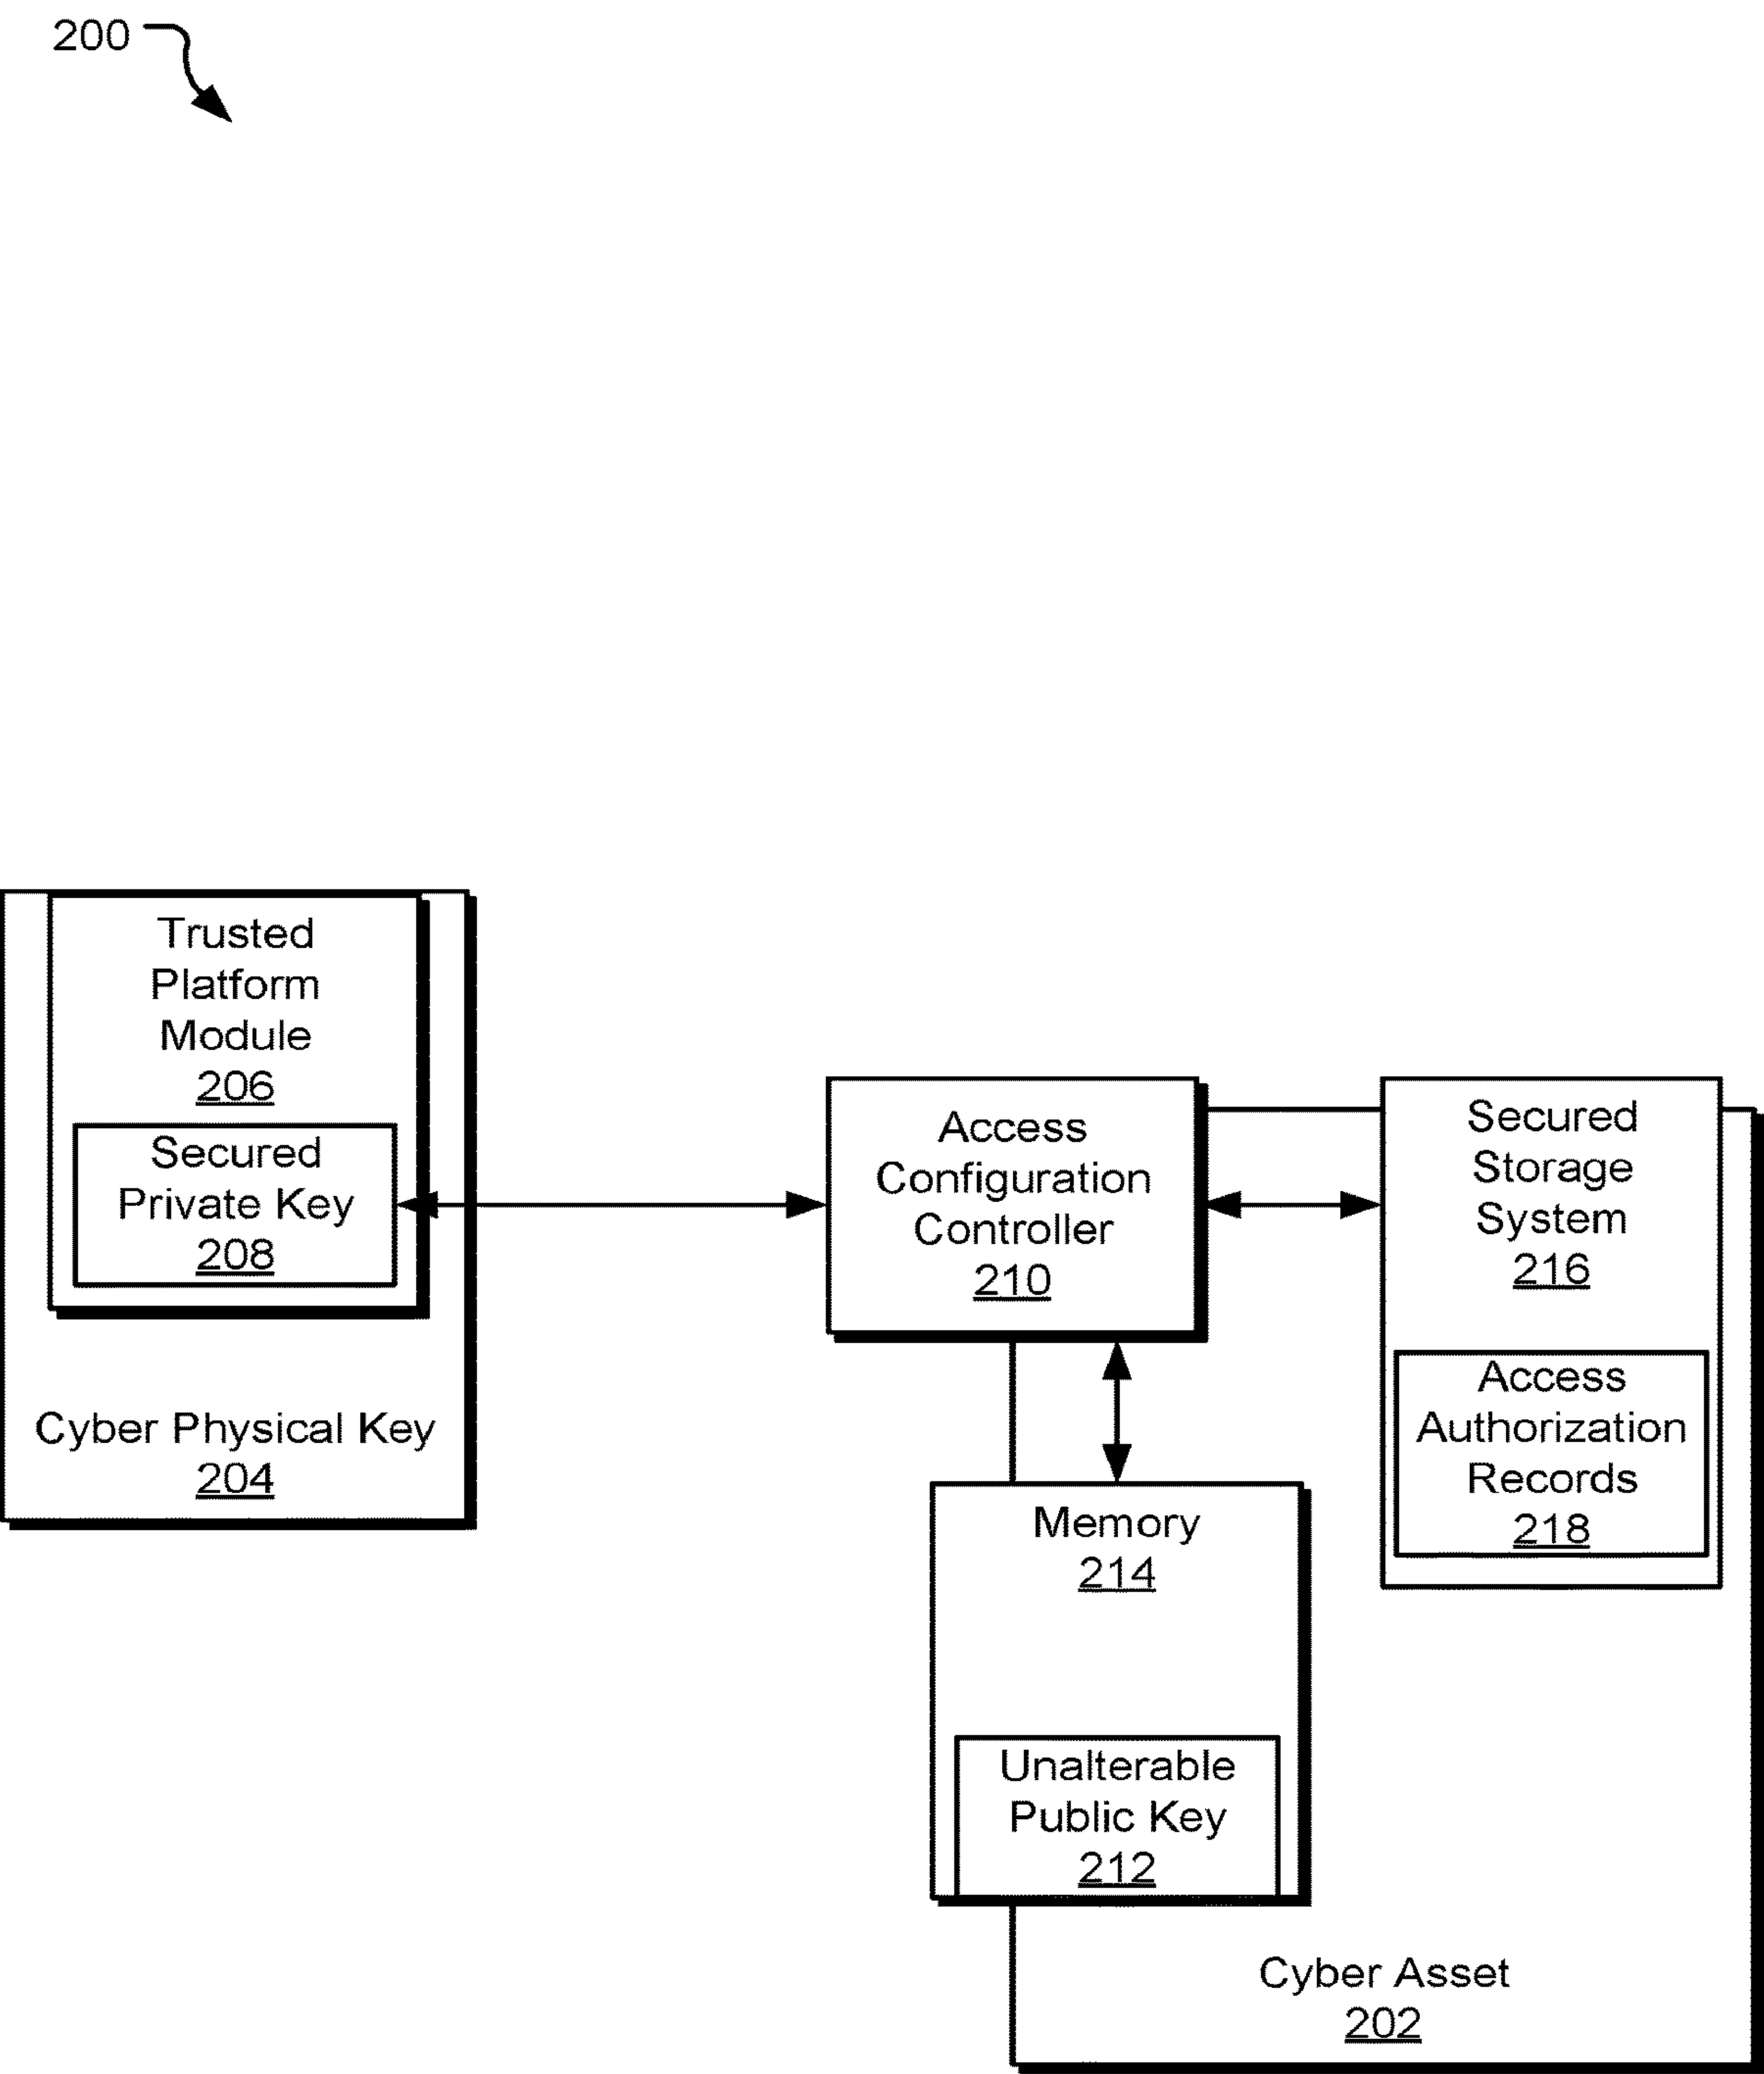 200
Trusted
Platform
Module
206
Secured
Private Key
208
Cyber Physical Key
204
Access
Configuration
Controller
210
Secured
Storage
System
216
Access
Authorization
Records
218
Memory
214
Unalterable
Public Key
212
Cyber Asset
202